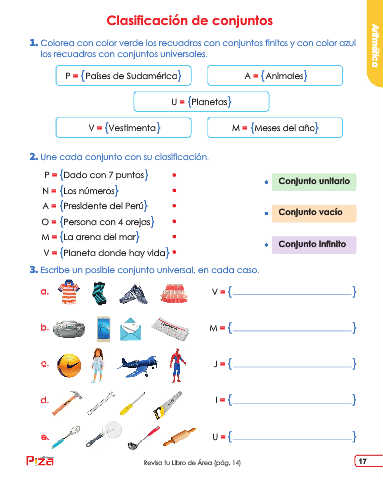 Clasificación de conjuntos
Aritmética
1. Colorea con color verde los recuadros con conjuntos finitos y con color azul
los recuadros con conjuntos universales.
P = {Países de Sudamérica}
A = {Animales}
U = {Planetas}
V = {Vestimenta}
M = {Meses del año}
2. Une cada conjunto con su clasificación.
P = {Dado con 7 puntos}
N = {Los números}
A = {Presidente del Perú}
O = {Persona con 4 orejas}
M = {La arena del mar}
V = {Planeta donde hay vida}
Conjunto unitario
Conjunto vacío
Conjunto infinito
3. Escribe un posible conjunto universal, en cada caso.
a. V = { }
b. M = { }
c. J = { }
d. I = { }
e. U = { }
Pizà
Revisa tu Libro de Área (pág. 14)
17